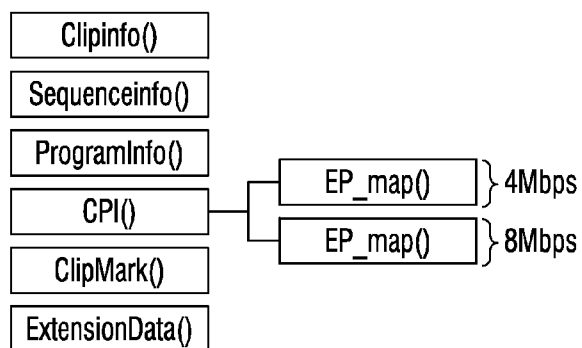 Clipinfo()
Sequenceinfo()
ProgramInfo()
CPI()
ClipMark()
ExtensionData()
EP_map()
4Mbps
EP_map()
8Mbps